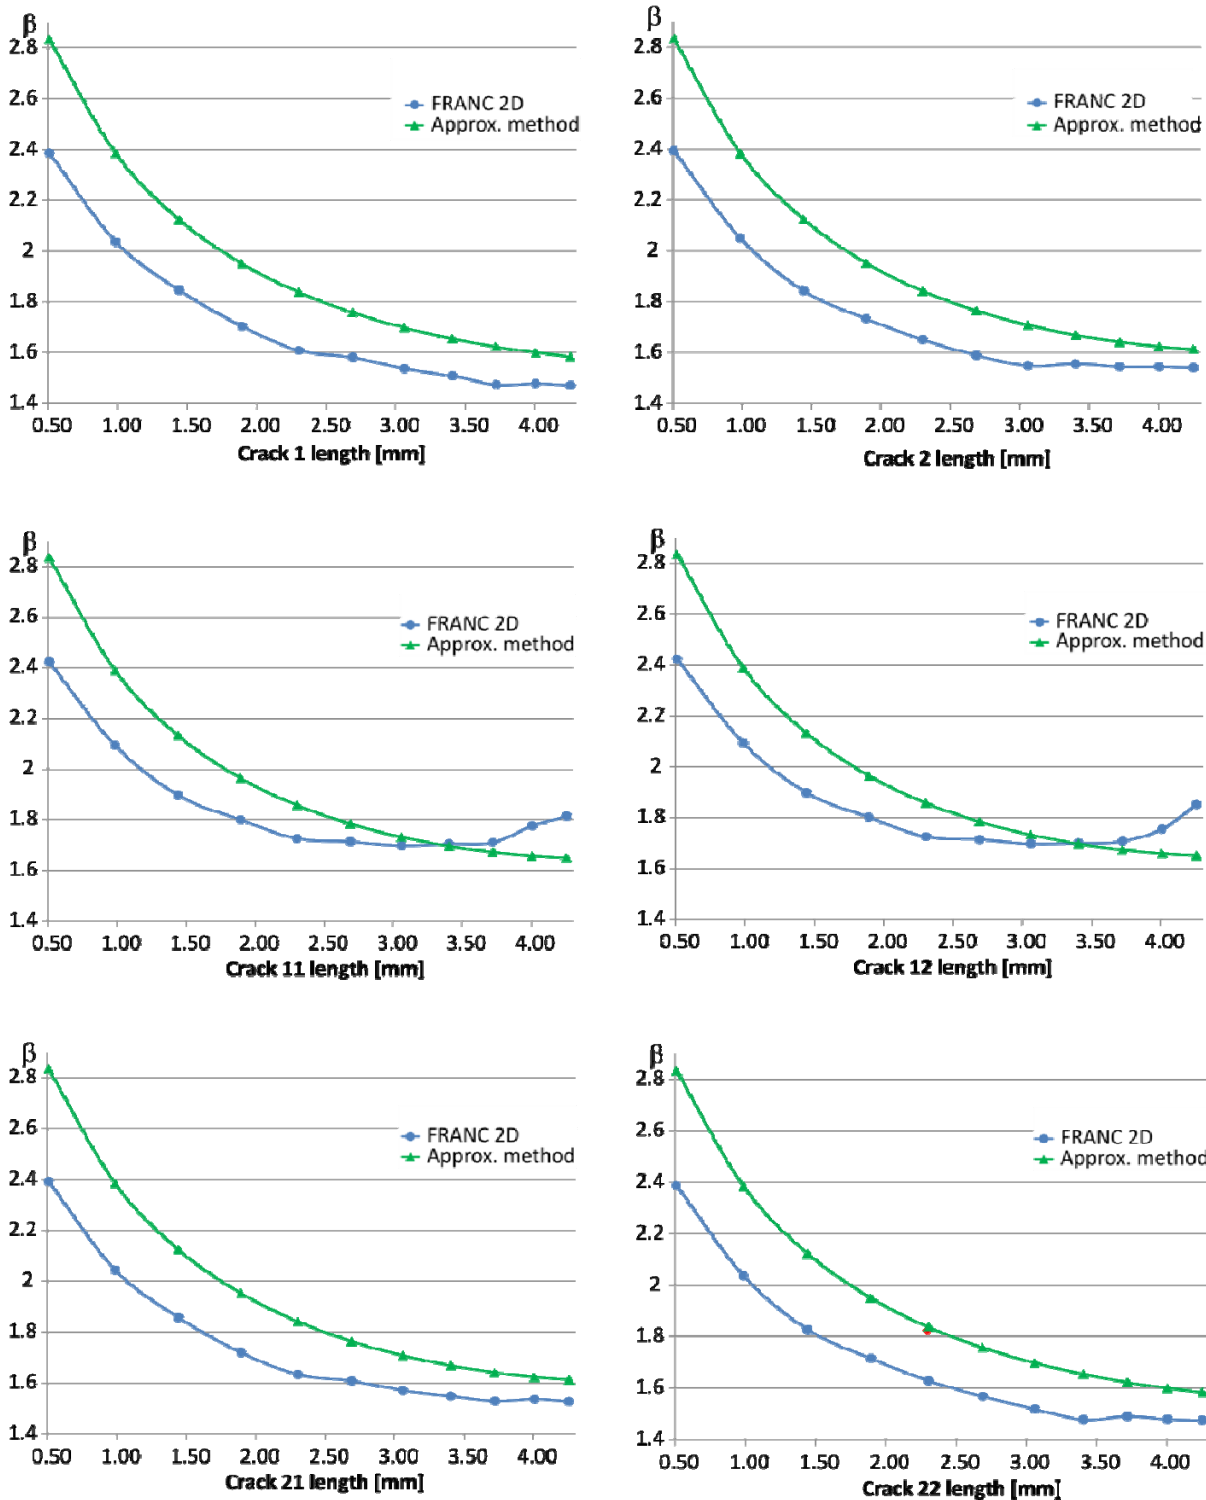 β
2.8
2.6
2.4
2.2
2
1.8
1.6
1.4
FRANC 2D
Approx. method
0.50 1.00 1.50 2.00 2.50 3.00 3.50 4.00
Crack 1 length [mm]
β
2.8
2.6
2.4
2.2
2
1.8
1.6
1.4
FRANC 2D
Approx. method
0.50 1.00 1.50 2.00 2.50 3.00 3.50 4.00
Crack 2 length [mm]
β
2.8
2.6
2.4
2.2
2
1.8
1.6
1.4
FRANC 2D
Approx. method
0.50 1.00 1.50 2.00 2.50 3.00 3.50 4.00
Crack 11 length [mm]
β
2.8
2.6
2.4
2.2
2
1.8
1.6
1.4
FRANC 2D
Approx. method
0.50 1.00 1.50 2.00 2.50 3.00 3.50 4.00
Crack 12 length [mm]
β
2.8
2.6
2.4
2.2
2
1.8
1.6
1.4
FRANC 2D
Approx. method
0.50 1.00 1.50 2.00 2.50 3.00 3.50 4.00
Crack 21 length [mm]
β
2.8
2.6
2.4
2.2
2
1.8
1.6
1.4
FRANC 2D
Approx. method
0.50 1.00 1.50 2.00 2.50 3.00 3.50 4.00
Crack 22 length [mm]